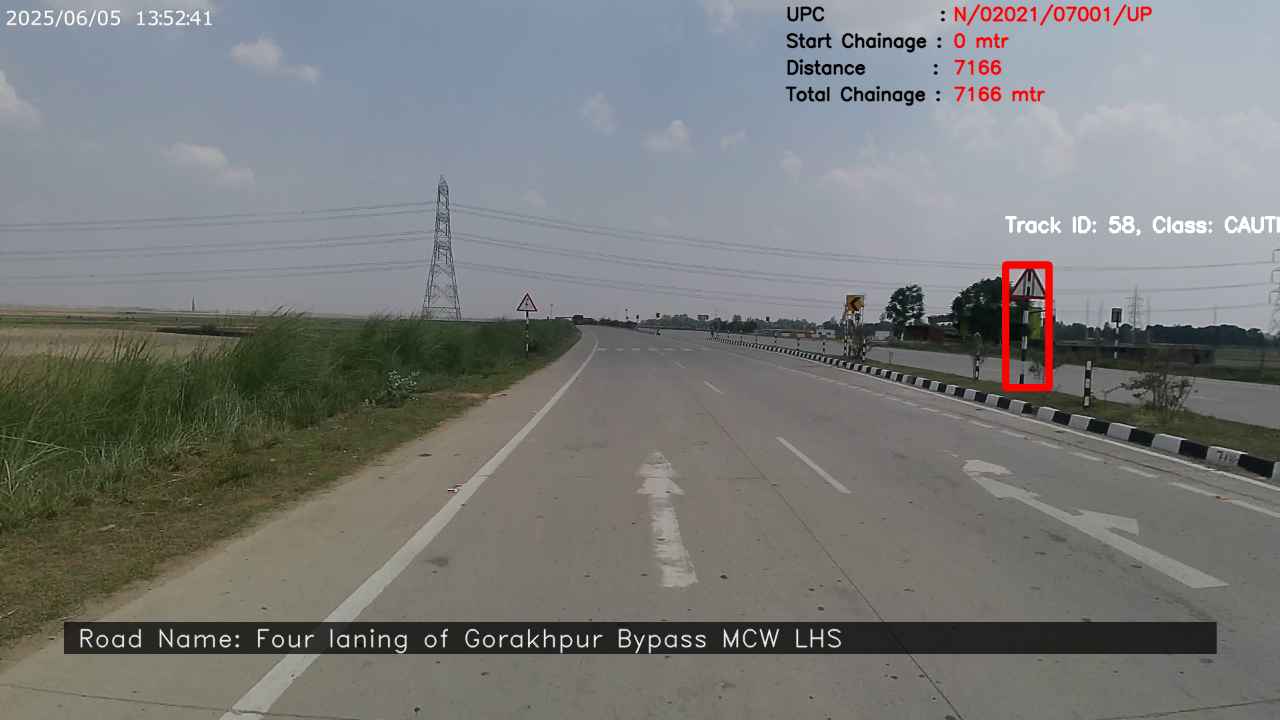 2025/06/05 13:52:41
UPC : N/02021/07001/UP
Start Chainage : 0 mtr
Distance : 7166
Total Chainage : 7166 mtr
Track ID: 58, Class: CAUTI
Road Name: Four laning of Gorakhpur Bypass MCW LHS